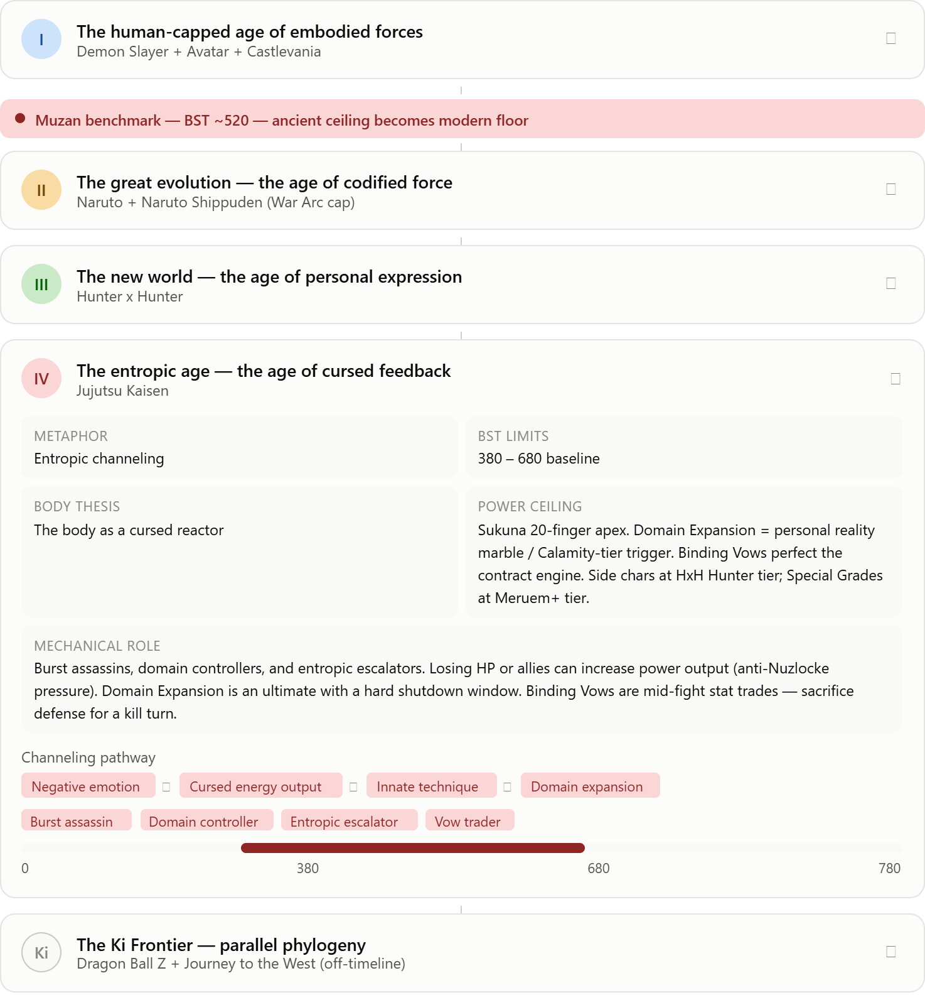 I
The human-capped age of embodied forces
Demon Slayer + Avatar + Castlevania
Muzan benchmark — BST ~520 — ancient ceiling becomes modern floor
II
The great evolution — the age of codified force
Naruto + Naruto Shippuden (War Arc cap)
III
The new world — the age of personal expression
Hunter x Hunter
IV
The entropic age — the age of cursed feedback
Jujutsu Kaisen
METAPHOR
Entropic channeling
BST LIMITS
380 – 680 baseline
BODY THESIS
The body as a cursed reactor
POWER CEILING
Sukuna 20-finger apex. Domain Expansion = personal reality
marble / Calamity-tier trigger. Binding Vows perfect the
contract engine. Side chars at HxH Hunter tier; Special Grades
at Meruem+ tier.
MECHANICAL ROLE
Burst assassins, domain controllers, and entropic escalators. Losing HP or allies can increase power output (anti-Nuzlocke
pressure). Domain Expansion is an ultimate with a hard shutdown window. Binding Vows are mid-fight stat trades — sacrifice
defense for a kill turn.
Channeling pathway
Negative emotion Cursed energy output Innate technique Domain expansion
Burst assassin Domain controller Entropic escalator Vow trader
0 380 680 780
Ki
The Ki Frontier — parallel phylogeny
Dragon Ball Z + Journey to the West (off-timeline)